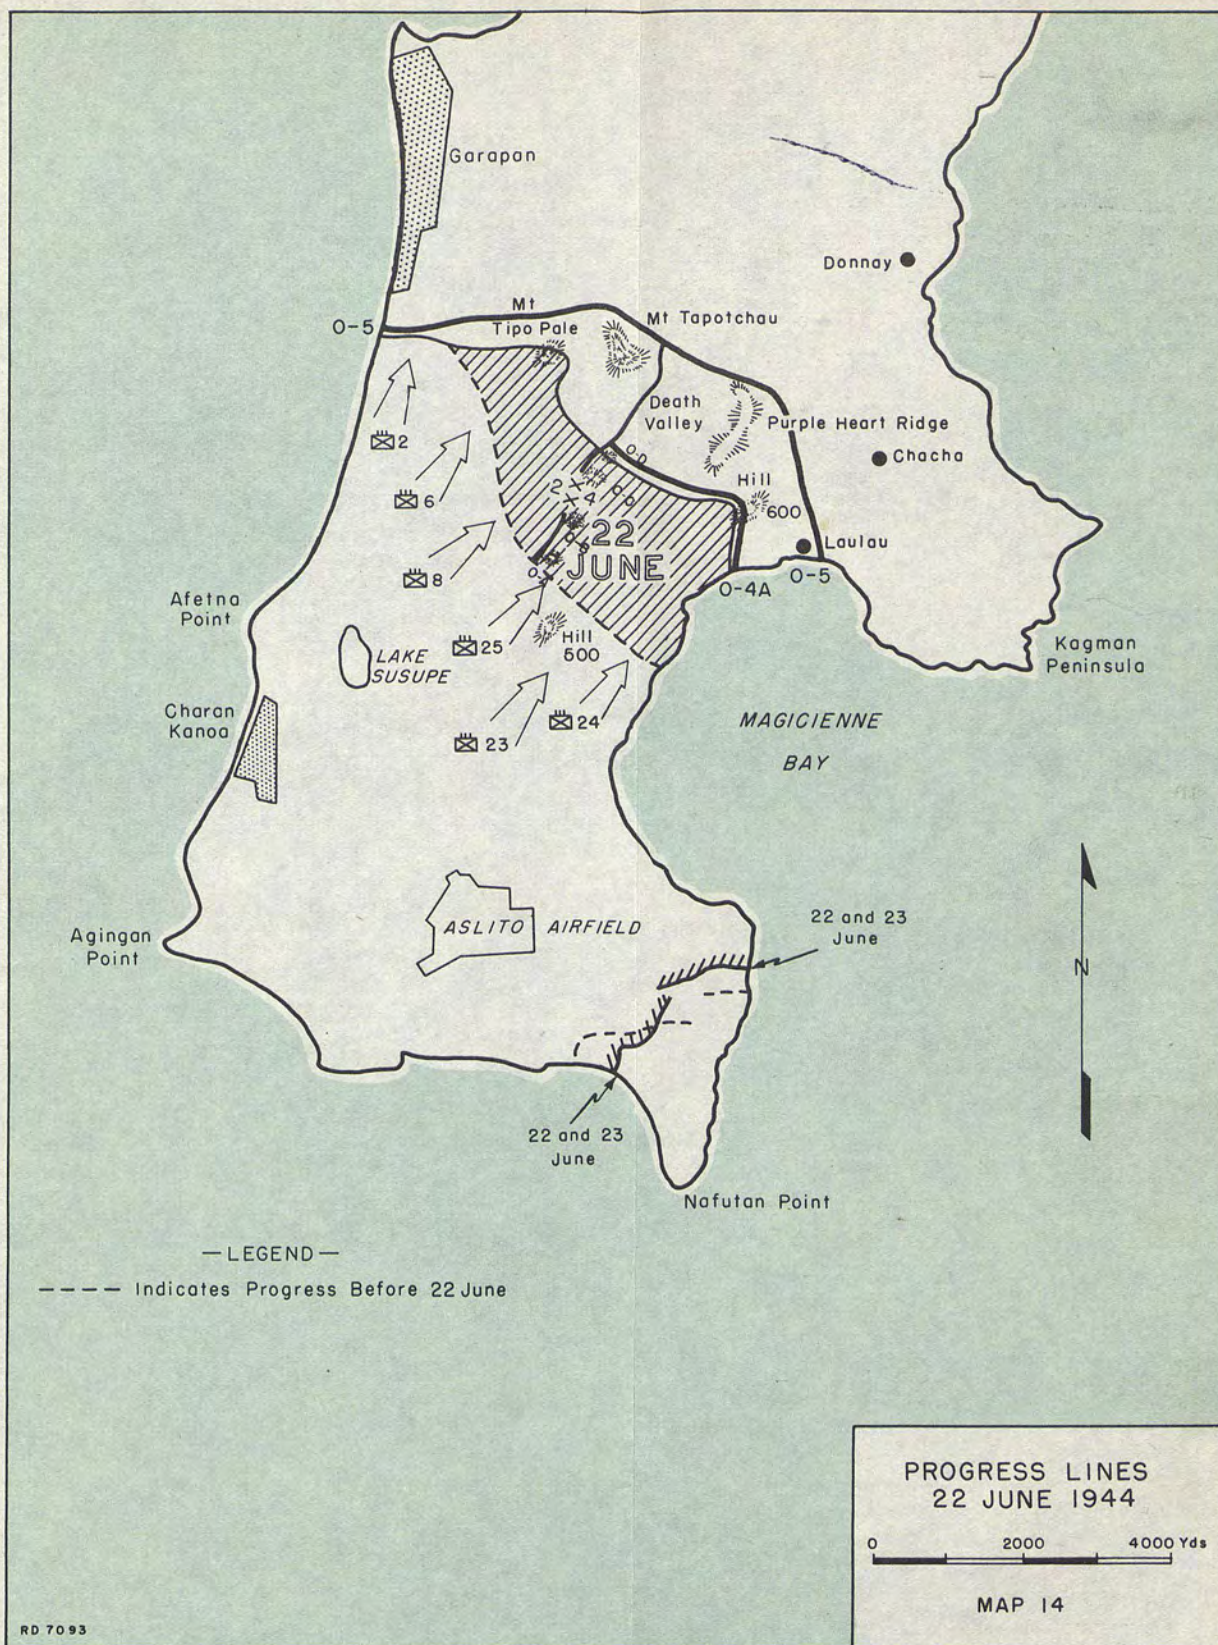 Garapan
Donnay
O-5
Mt
Tipo Pale
Mt Tapotchau
Death
Valley
Purple Heart Ridge
Chacha
2
6
8
O-D
Hill
600
2 X 4
X
O-D
22
JUNE
O-B
Laulau
O-4A
O-5
Afetna
Point
25
Hill
500
LAKE
SUSUPE
Kagman
Peninsula
Charan
Kanoa
24
23
MAGICIENNE
BAY
ASLITO AIRFIELD
Agingan
Point
22 and 23
June
N
22 and 23
June
Nafutan Point
—LEGEND—
---- Indicates Progress Before 22 June
PROGRESS LINES
22 JUNE 1944
0 2000 4000 Yds
MAP 14
RD 7093